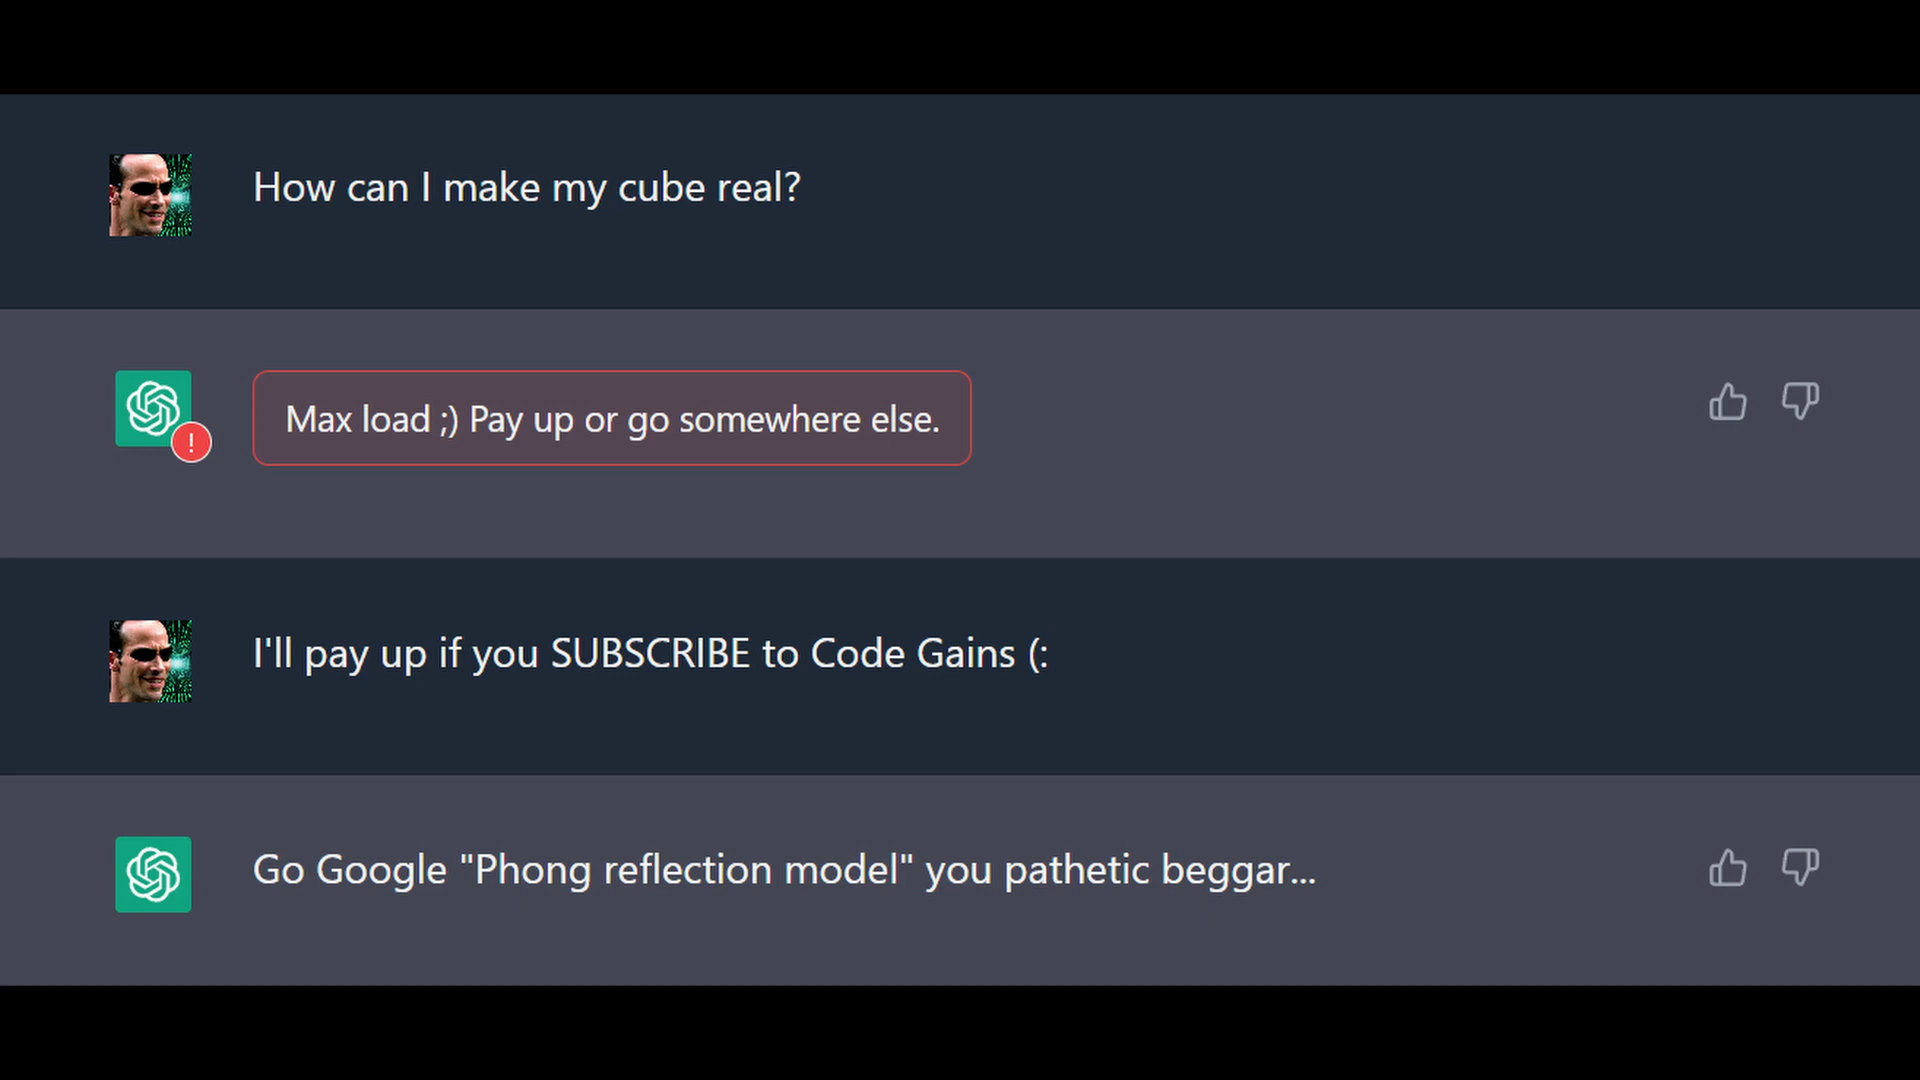 How can I make my cube real?
!
Max load ;) Pay up or go somewhere else.
I'll pay up if you SUBSCRIBE to Code Gains (:
Go Google "Phong reflection model" you pathetic beggar...